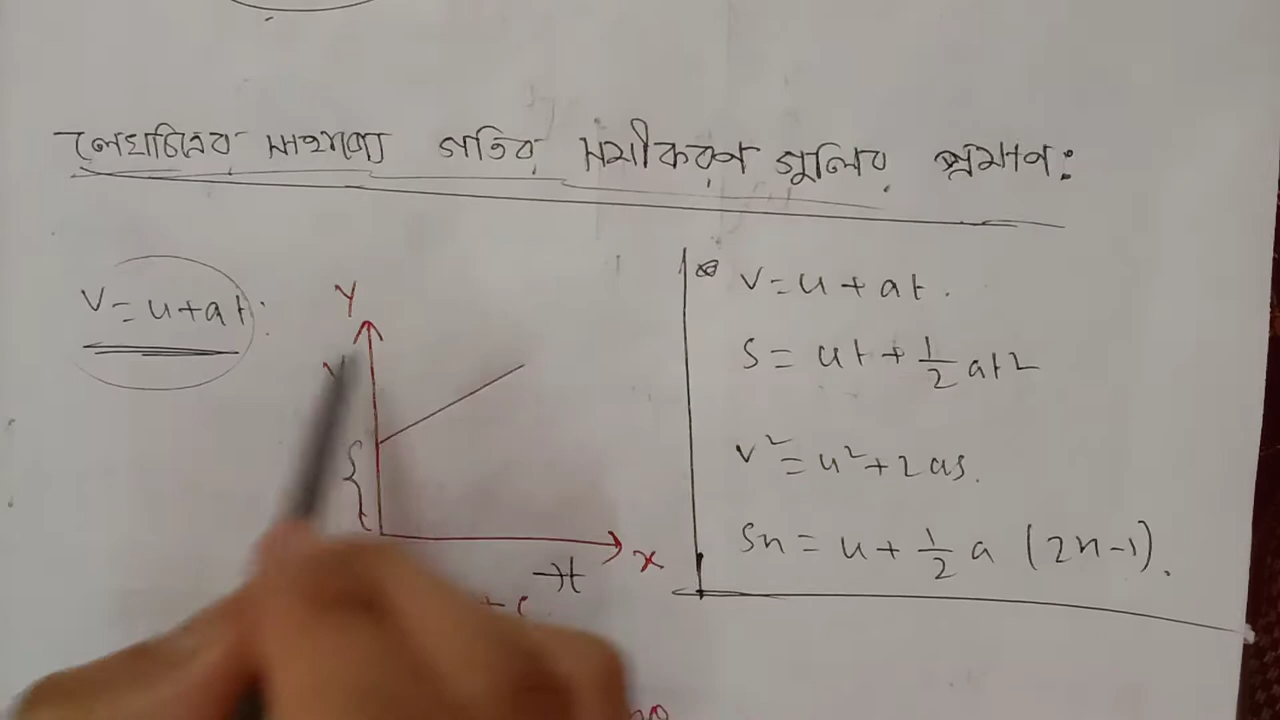 লেখচিত্রের সাহায্যে গতির সমীকরণ গুলির প্রমাণ:
v = u + at :
Y
v
→t
x
v = u + at .
s = ut + 1/2 at2
v² = u² + 2as.
Sn = u + 1/2 a (2n-1).